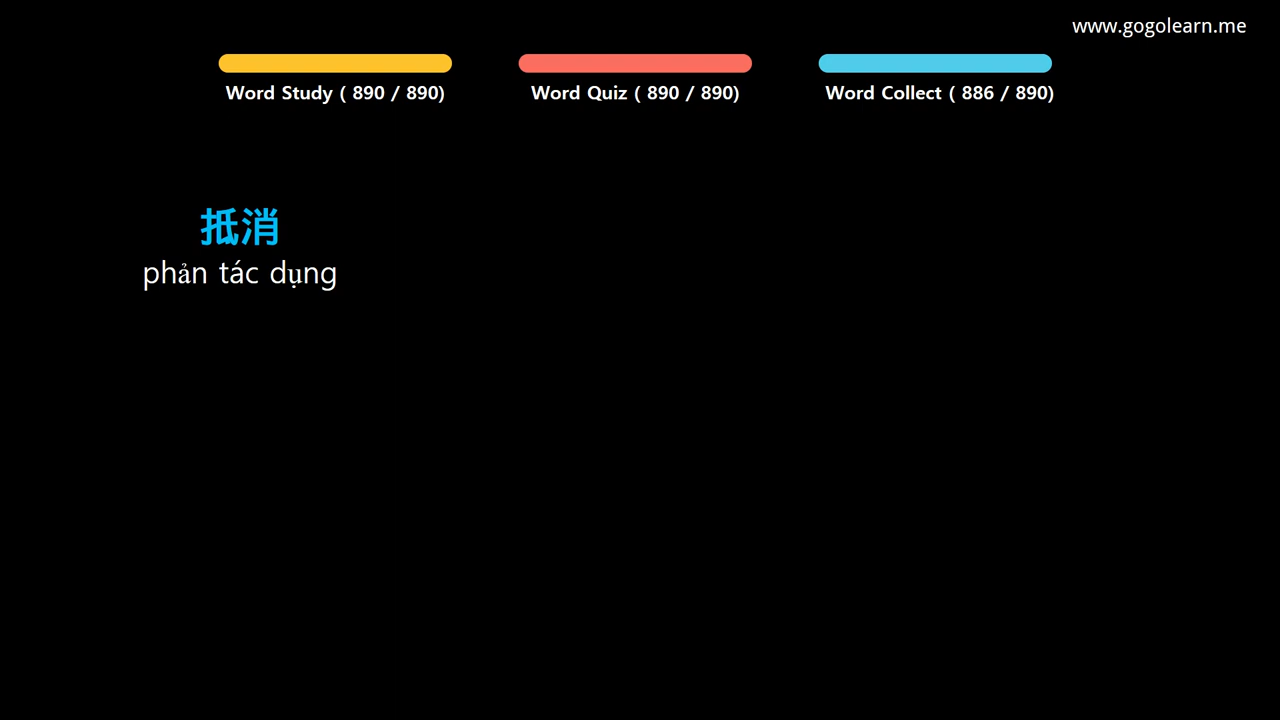 www.gogolearn.me
Word Study ( 890 / 890)
Word Quiz ( 890 / 890)
Word Collect ( 886 / 890)
抵消
phản tác dụng